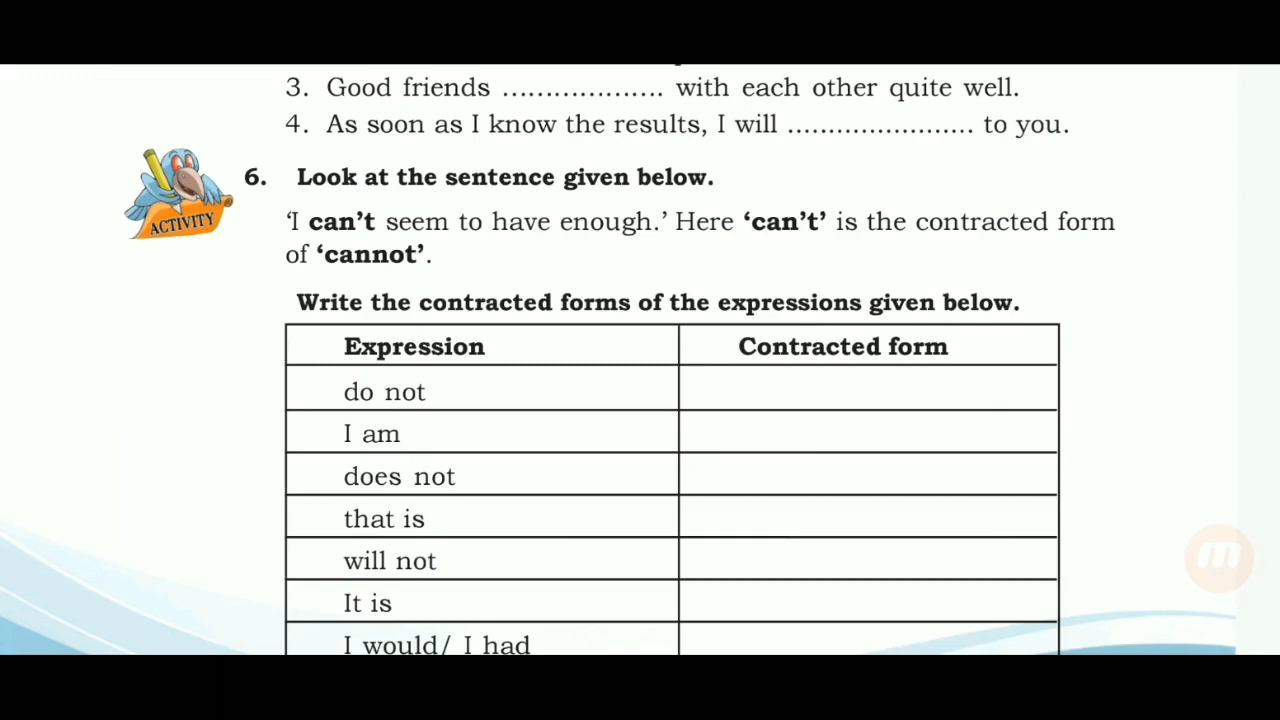 3. Good friends ................... with each other quite well.
4. As soon as I know the results, I will ....................... to you.
ACTIVITY
6. Look at the sentence given below.
‘I can’t seem to have enough.’ Here ‘can’t’ is the contracted form
of ‘cannot’.
Write the contracted forms of the expressions given below.
Expression Contracted form
do not
I am
does not
that is
will not
It is
I would/ I had